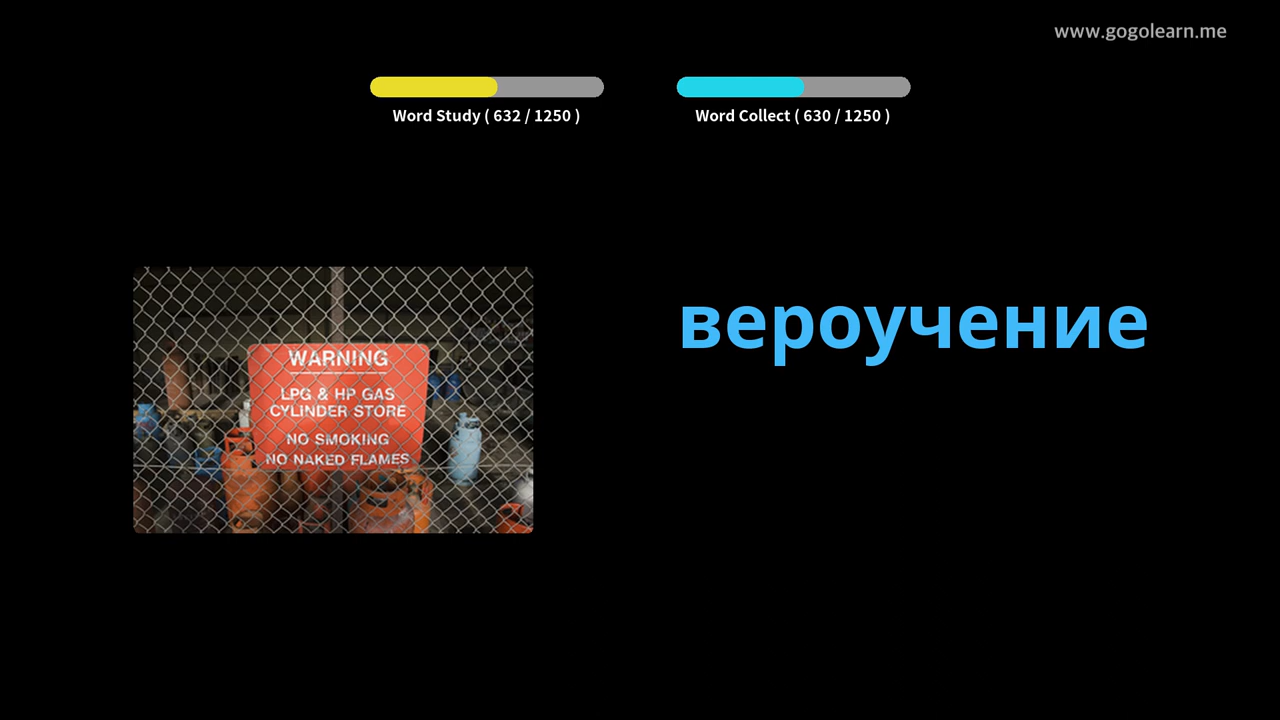 www.gogolearn.me
Word Study ( 632 / 1250 )
Word Collect ( 630 / 1250 )
WARNING
LPG & HP GAS
CYLINDER STORE
NO SMOKING
NO NAKED FLAMES
вероучение